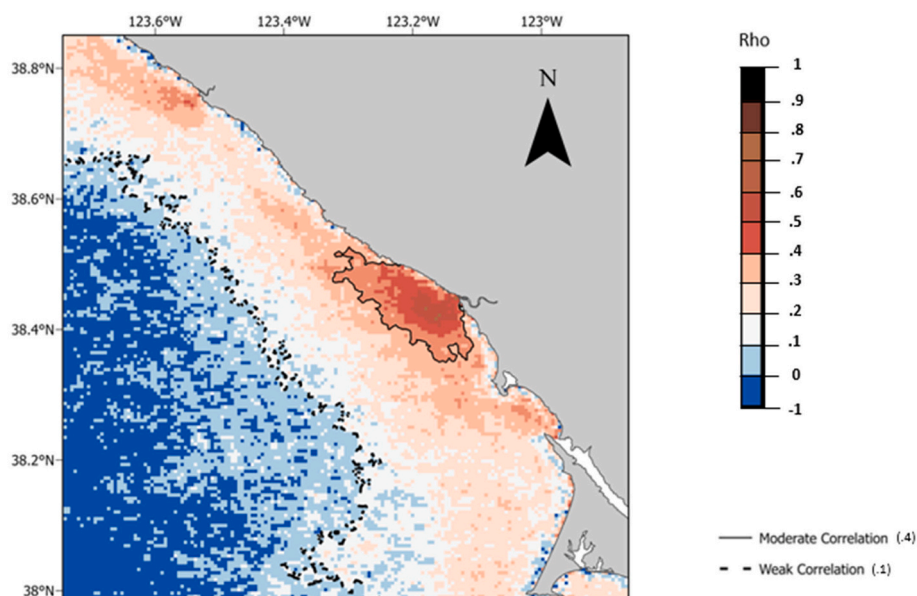 123.6°W 123.4°W 123.2°W 123°W
38.8°N
38.6°N
38.4°N
38.2°N
38°N
N
Rho
1
.9
.8
.7
.6
.5
.4
.3
.2
.1
0
-1
Moderate Correlation (.4)
Weak Correlation (.1)